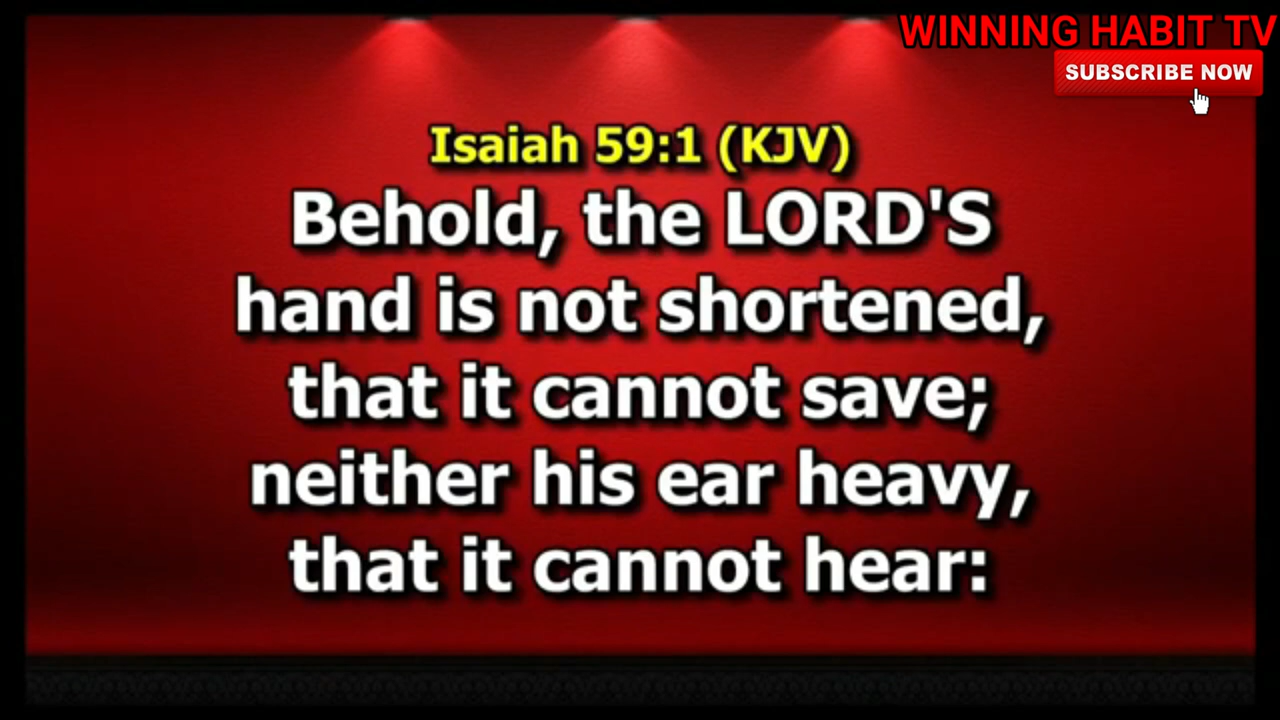 WINNING HABIT TV
SUBSCRIBE NOW
Isaiah 59:1 (KJV)
Behold, the LORD'S
hand is not shortened,
that it cannot save;
neither his ear heavy,
that it cannot hear: